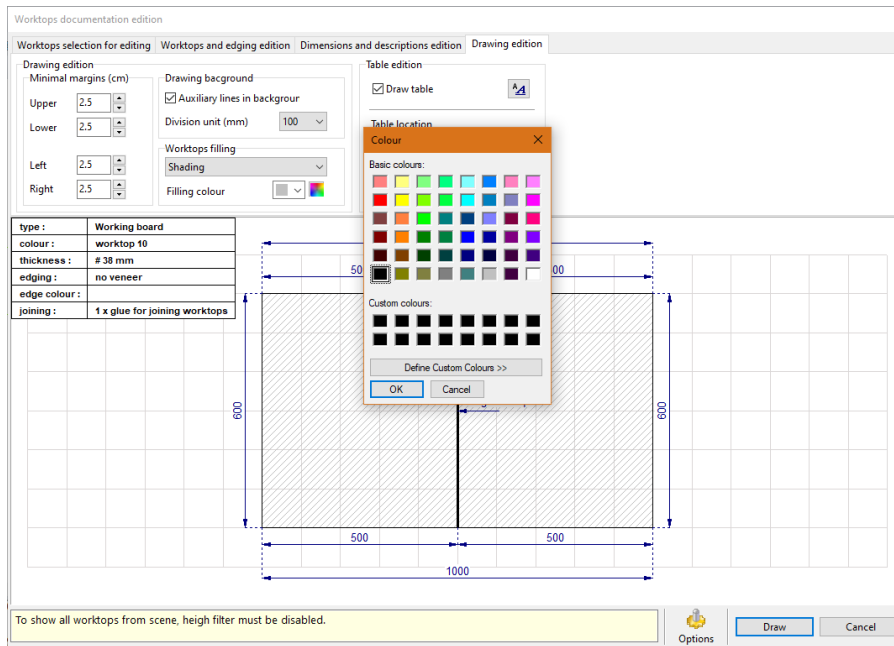 Worktops documentation edition
Worktops selection for editing
Worktops and edging edition
Dimensions and descriptions edition
Drawing edition
Drawing edition
Minimal margins (cm)
Upper 2.5
Lower 2.5
Left 2.5
Right 2.5
Drawing bacground
Auxiliary lines in backgrour
Division unit (mm) 100
Worktops filling
Shading
Filling colour
Table edition
Draw table
AA
Table location
Colour
Basic colours:
Custom colours:
Define Custom Colours >>
OK Cancel
type : Working board
colour : worktop 10
thickness : # 38 mm
edging : no veneer
edge colour :
joining : 1 x glue for joining worktops
600
600
500 500
1000
To show all worktops from scene, heigh filter must be disabled.
Options
Draw
Cancel